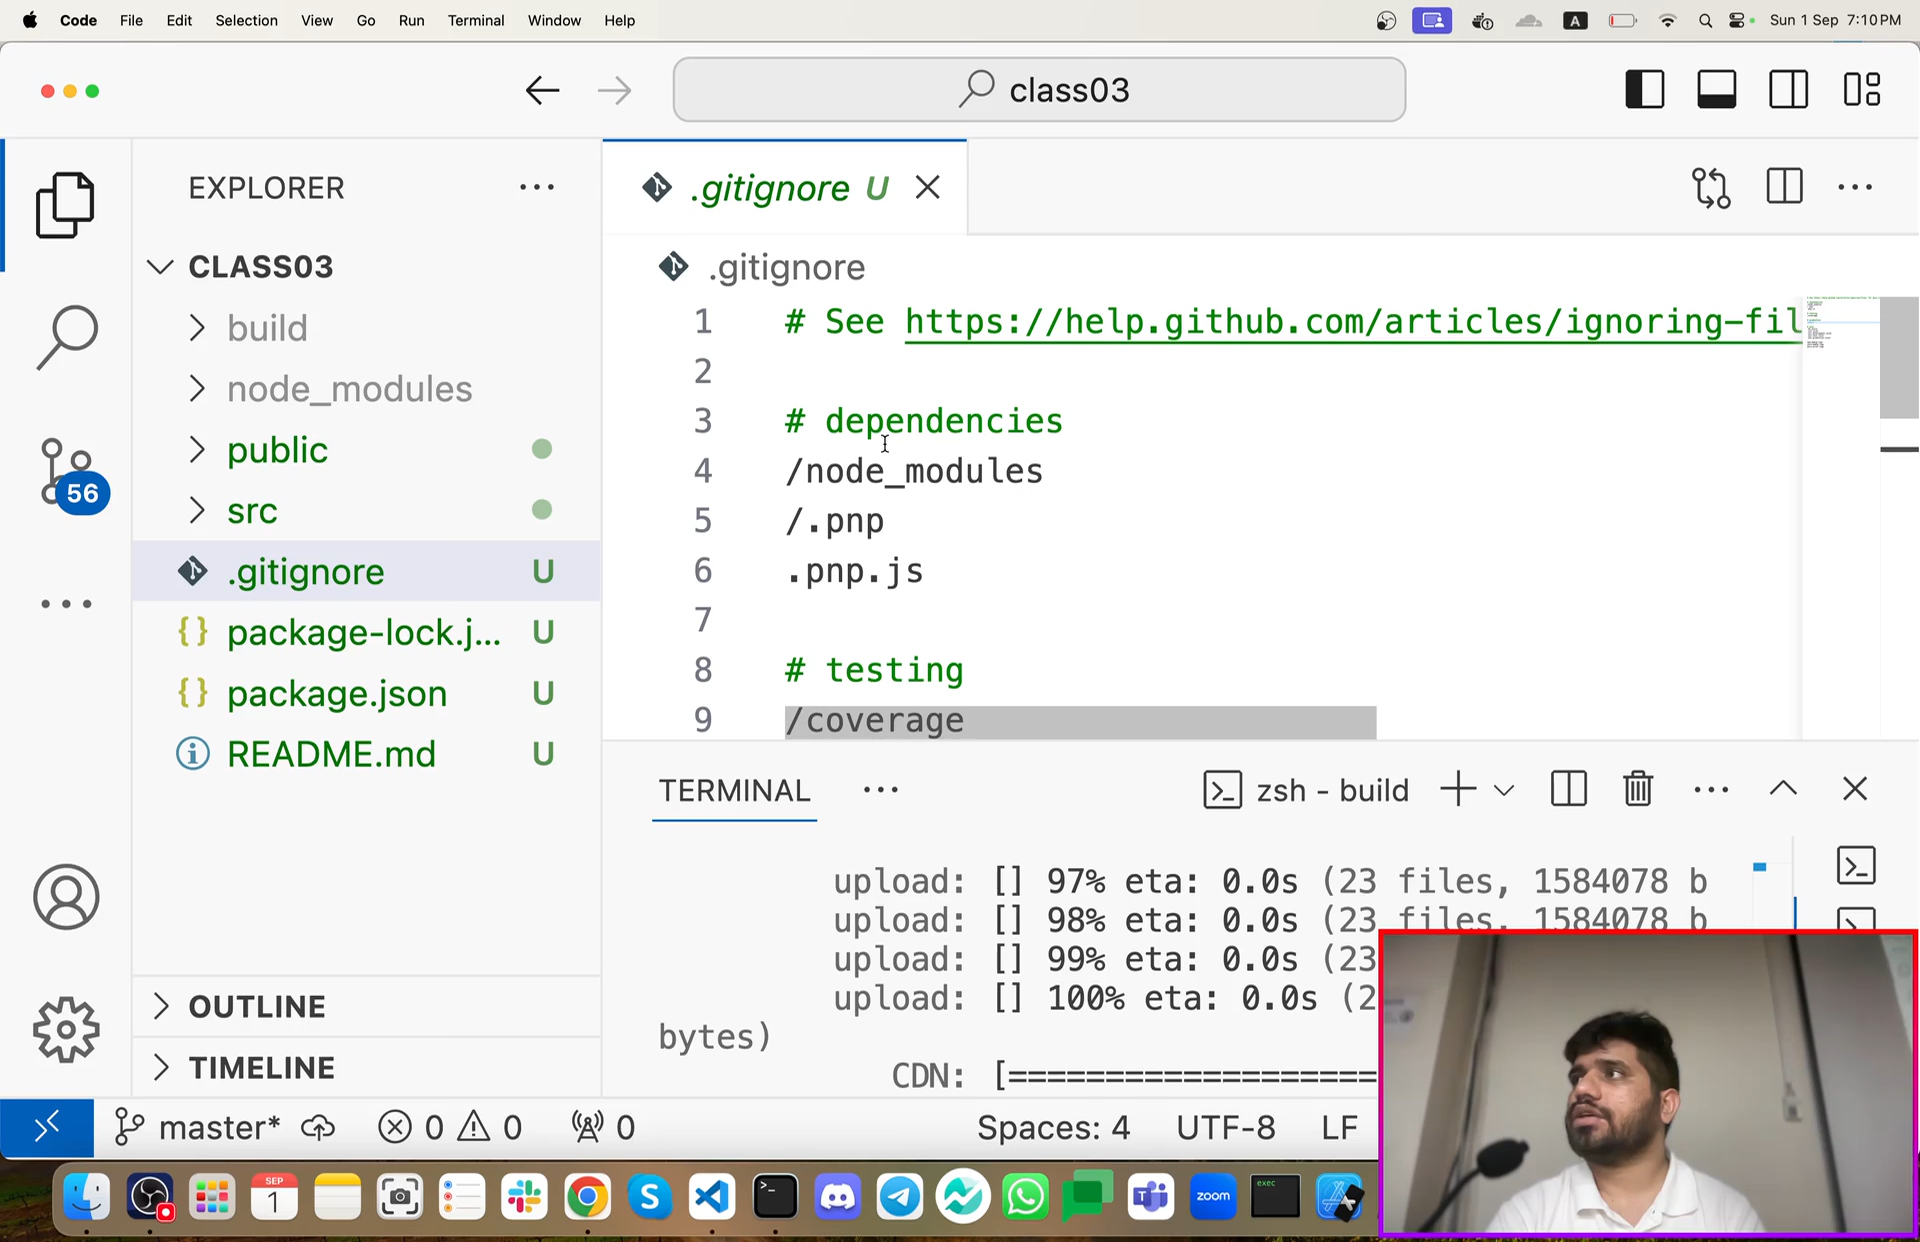 Code File Edit Selection View Go Run Terminal Window Help A Sun 1 Sep 7:10 PM
class03
EXPLORER
CLASS03
build
node_modules
public
src
.gitignore U
package-lock.j... U
package.json U
README.md U
OUTLINE
TIMELINE
56
.gitignore U
.gitignore
1 # See https://help.github.com/articles/ignoring-fil
2
3 # dependencies
4 /node_modules
5 /.pnp
6 .pnp.js
7
8 # testing
9 /coverage
TERMINAL
zsh - build
upload: [] 97% eta: 0.0s (23 files, 1584078 b
upload: [] 98% eta: 0.0s (23 files, 1584078 b
upload: [] 99% eta: 0.0s (23
upload: [] 100% eta: 0.0s (2
bytes)
CDN: [===================
master* 0 0 0 Spaces: 4 UTF-8 LF
SEP
1
S
zoom
exec